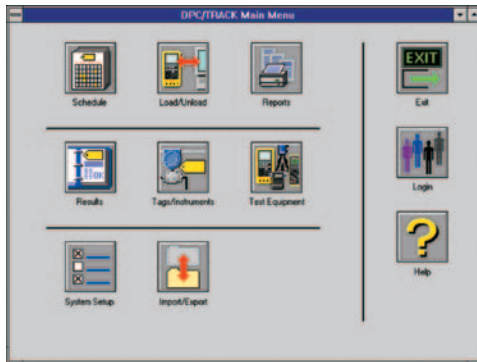 DPC/TRACK Main Menu
EXIT
Schedule
Load/Unload
Reports
Exit
OK
Results
Tags/Instruments
Test Equipment
Login
?
System Setup
Import/Export
Help